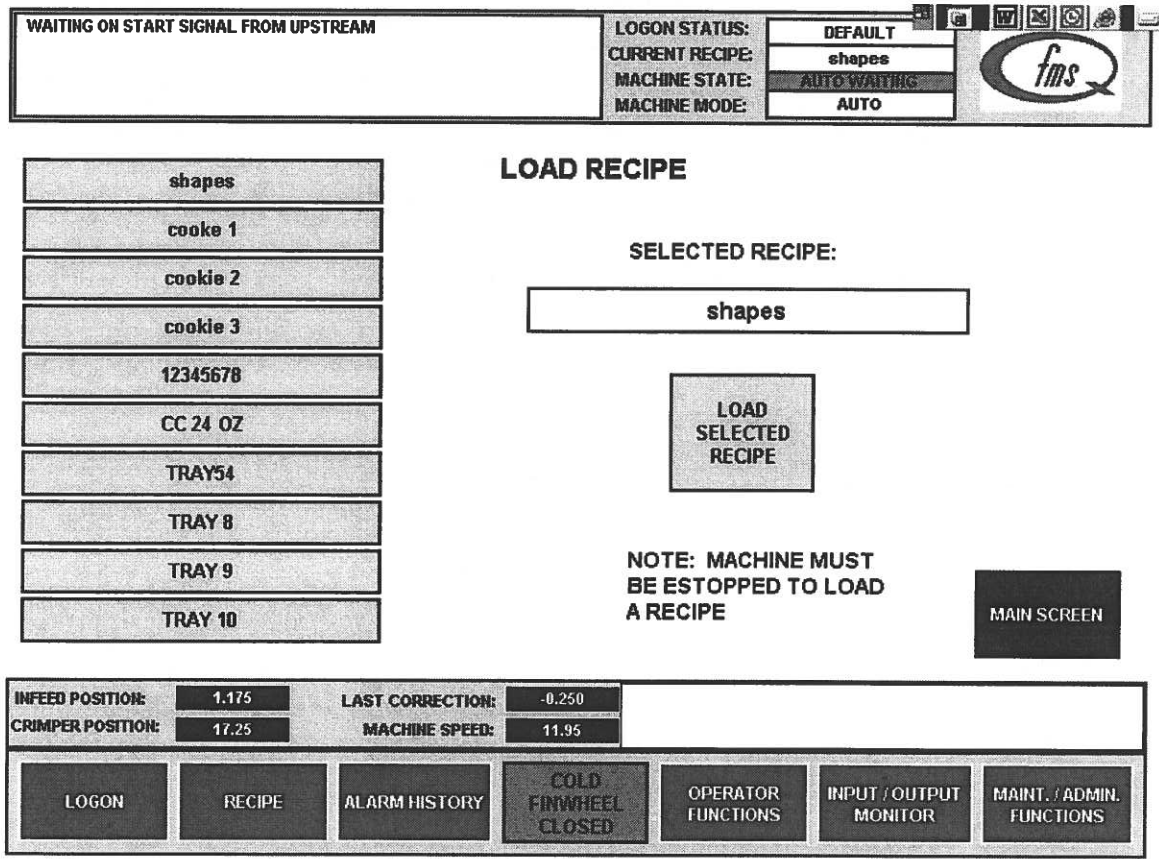 WAITING ON START SIGNAL FROM UPSTREAM
LOGON STATUS: DEFAULT
CURRENT RECIPE: shapes
MACHINE STATE: AUTO WAITING
MACHINE MODE: AUTO
fms
LOAD RECIPE
shapes
cooke 1
cookie 2
cookie 3
12345678
CC 24 OZ
TRAY54
TRAY 8
TRAY 9
TRAY 10
SELECTED RECIPE:
shapes
LOAD
SELECTED
RECIPE
NOTE: MACHINE MUST
BE ESTOPPED TO LOAD
A RECIPE
MAIN SCREEN
INFEED POSITION: 1.175 LAST CORRECTION: -0.250
CRIMPER POSITION: 17.25 MACHINE SPEED: 11.95
LOGON
RECIPE
ALARM HISTORY
COLD
FINWHEEL
CLOSED
OPERATOR
FUNCTIONS
INPUT / OUTPUT
MONITOR
MAINT. / ADMIN.
FUNCTIONS